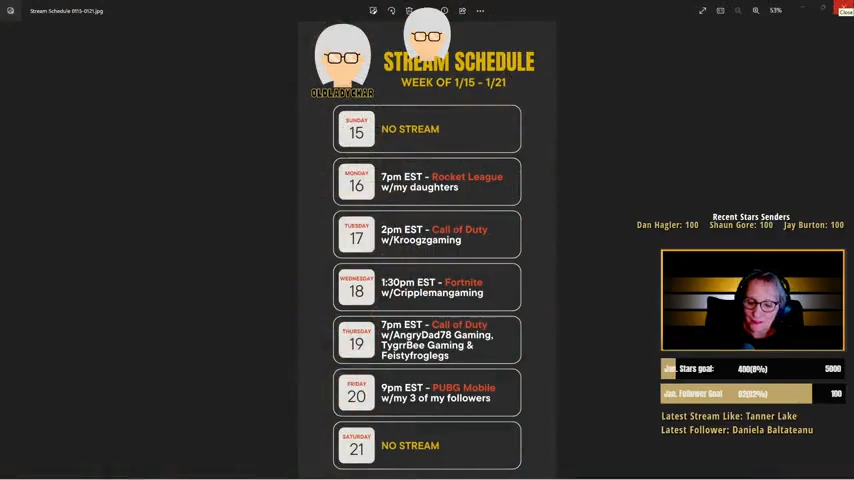 Stream Schedule 0115-0121.jpg
53%
Close
OLDLADYCHAR
STREAM SCHEDULE
WEEK OF 1/15 - 1/21
SUNDAY
15
NO STREAM
MONDAY
16
7pm EST - Rocket League
w/my daughters
TUESDAY
17
2pm EST - Call of Duty
w/Kroogzgaming
WEDNESDAY
18
1:30pm EST - Fortnite
w/Cripplemangaming
THURSDAY
19
7pm EST - Call of Duty
w/AngryDad78 Gaming,
TygrrBee Gaming &
Feistyfroglegs
FRIDAY
20
9pm EST - PUBG Mobile
w/my 3 of my followers
SATURDAY
21
NO STREAM
Recent Stars Senders
Dan Hagler: 100 Shaun Gore: 100 Jay Burton: 100
Jan. Stars goal: 400(8%) 5000
Jan. Follower Goal 82(82%) 100
Latest Stream Like: Tanner Lake
Latest Follower: Daniela Baltateanu